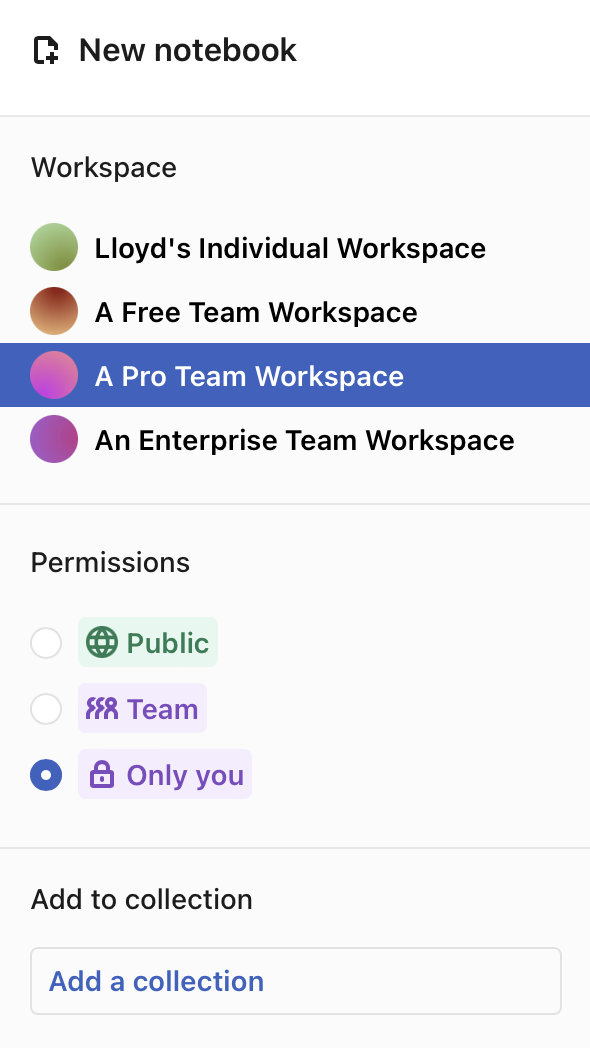 New notebook
Workspace
Lloyd's Individual Workspace
A Free Team Workspace
A Pro Team Workspace
An Enterprise Team Workspace
Permissions
Public
Team
Only you
Add to collection
Add a collection